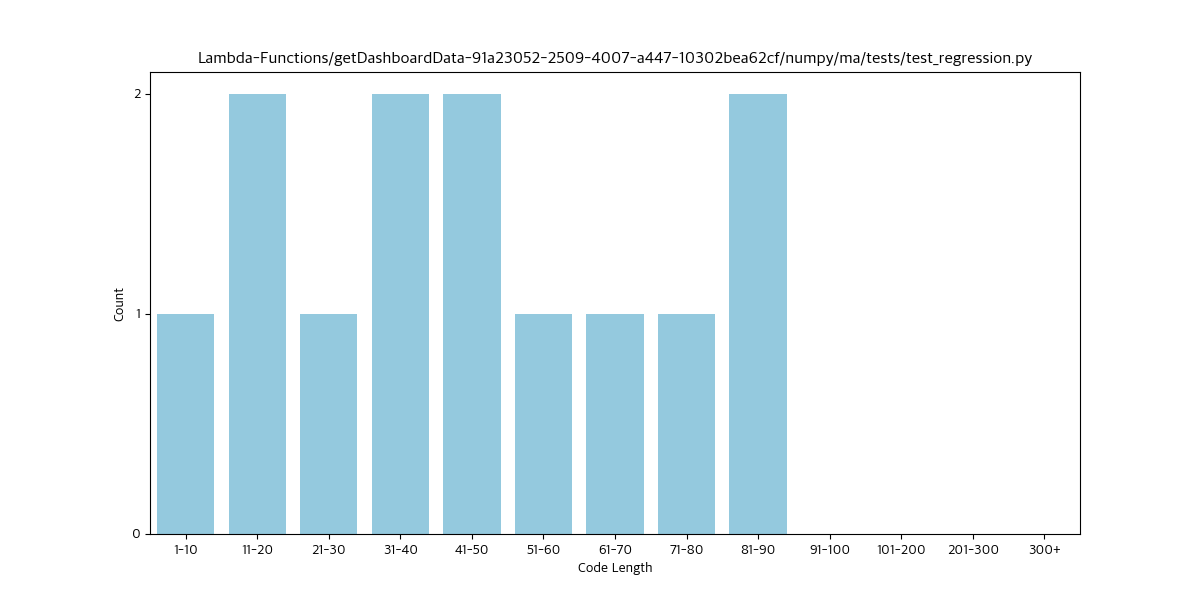 Lambda-Functions/getDashboardData-91a23052-2509-4007-a447-10302bea62cf/numpy/ma/tests/test_regression.py
2
1
0
Count
1-10 11-20 21-30 31-40 41-50 51-60 61-70 71-80 81-90 91-100 101-200 201-300 300+
Code Length